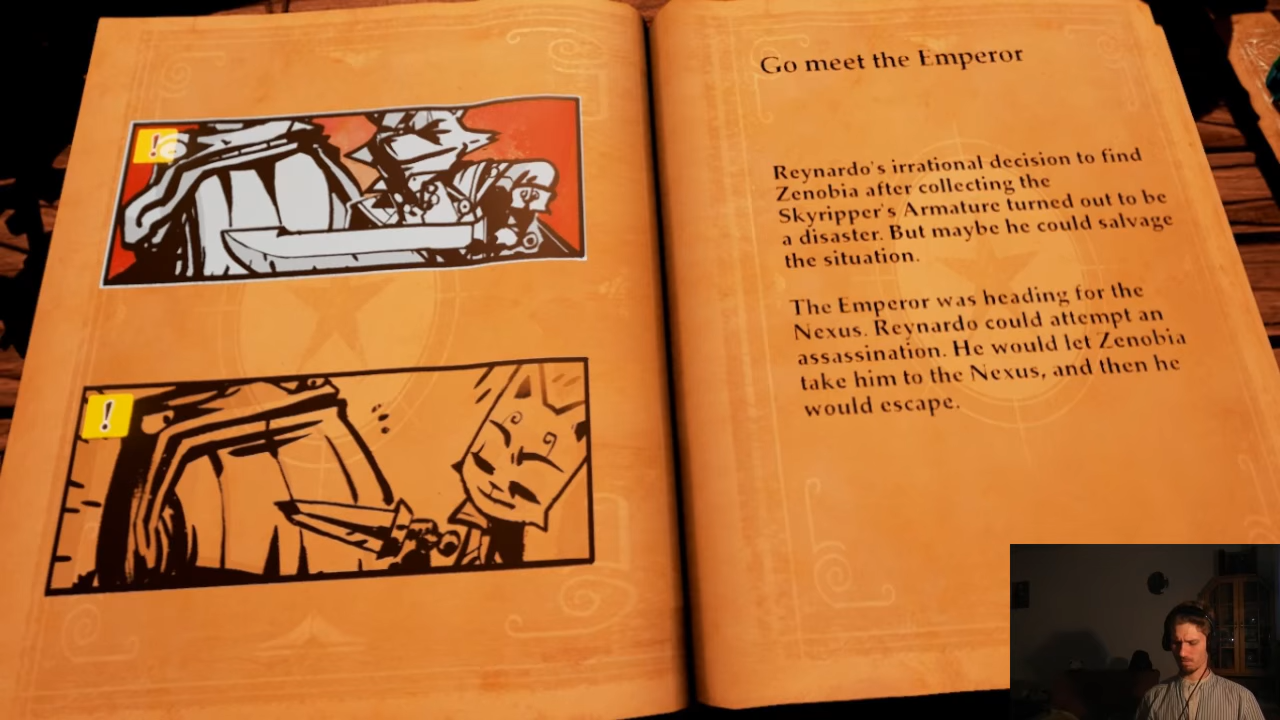 !
!
Go meet the Emperor
Reynardo's irrational decision to find
Zenobia after collecting the
Skyripper's Armature turned out to be
a disaster. But maybe he could salvage
the situation.
The Emperor was heading for the
Nexus. Reynardo could attempt an
assassination. He would let Zenobia
take him to the Nexus, and then he
would escape.